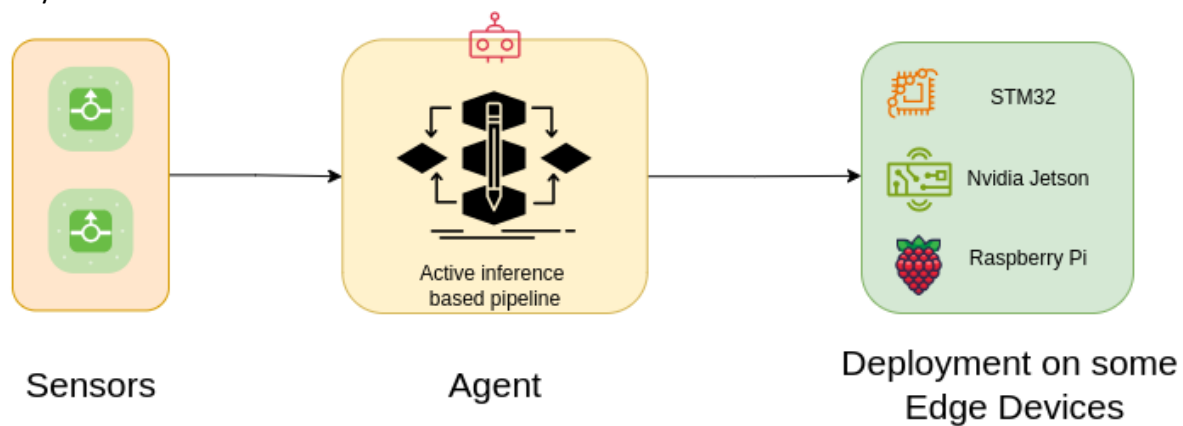 STM32
Nvidia Jetson
Raspberry Pi
Active inference
based pipeline
Sensors
Agent
Deployment on some
Edge Devices